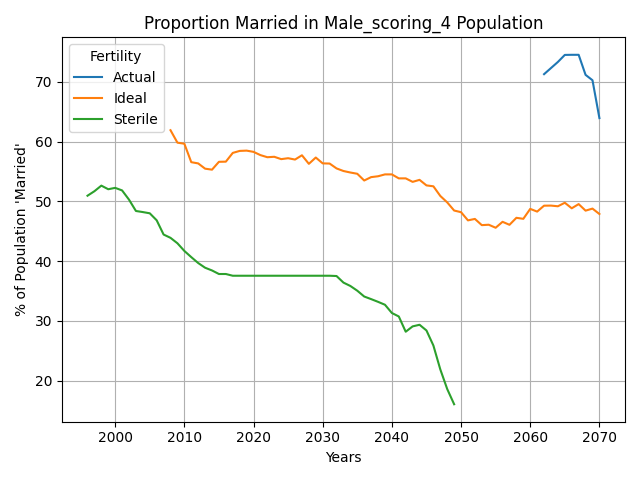 Proportion Married in Male_scoring_4 Population
Fertility
Actual
Ideal
Sterile
% of Population 'Married'
70
60
50
40
30
20
2000 2010 2020 2030 2040 2050 2060 2070
Years